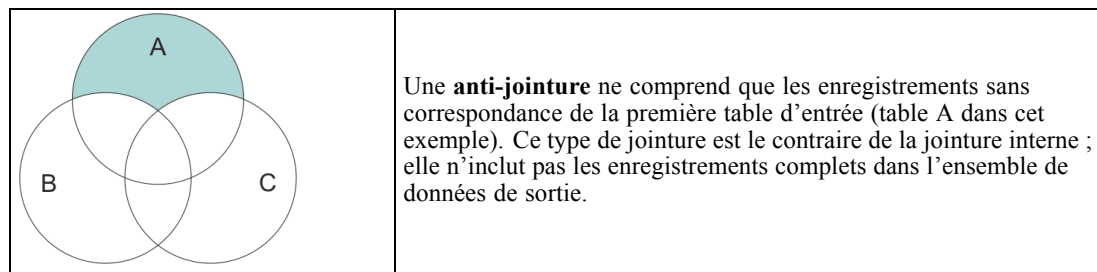 A
B
C
Une anti-jointure ne comprend que les enregistrements sans
correspondance de la première table d’entrée (table A dans cet
exemple). Ce type de jointure est le contraire de la jointure interne ;
elle n’inclut pas les enregistrements complets dans l’ensemble de
données de sortie.